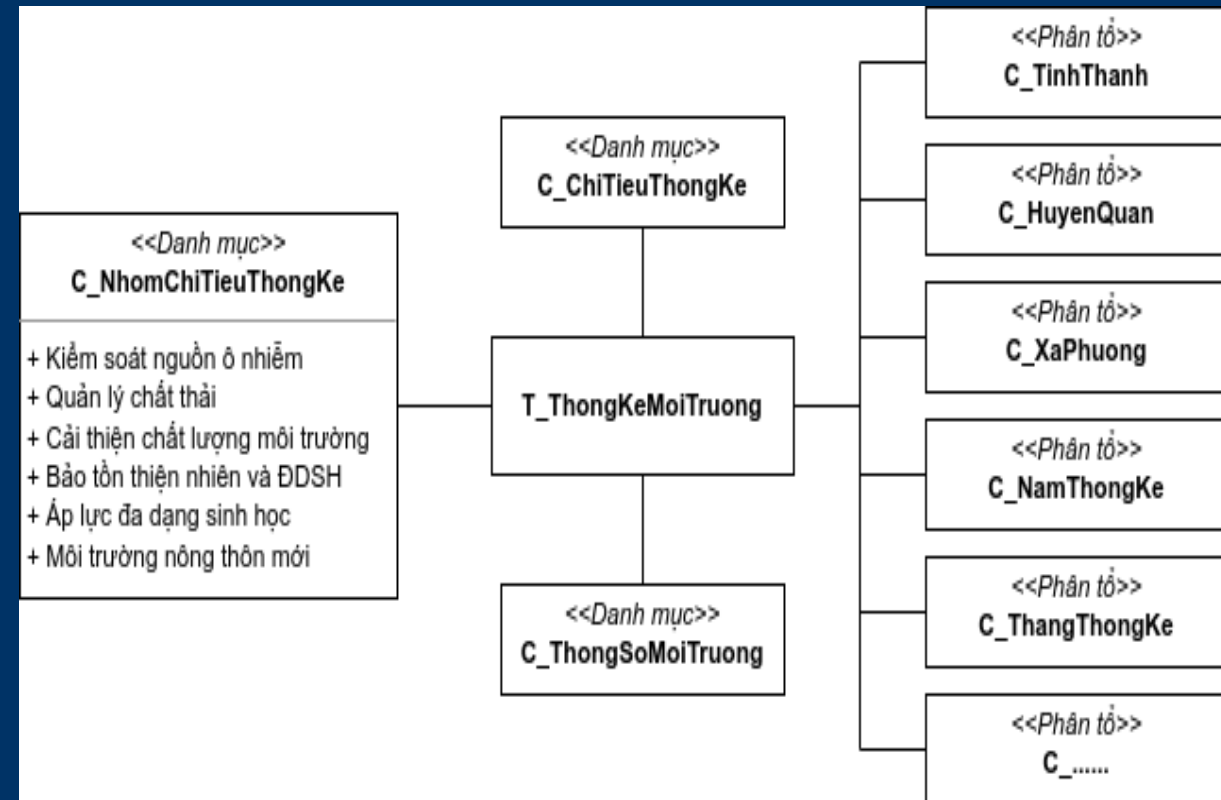 <<Danh mục>>
C_NhomChiTieuThongKe
+ Kiểm soát nguồn ô nhiễm
+ Quản lý chất thải
+ Cải thiện chất lượng môi trường
+ Bảo tồn thiện nhiên và ĐDSH
+ Áp lực đa dạng sinh học
+ Môi trường nông thôn mới
<<Danh mục>>
C_ChiTieuThongKe
T_ThongKeMoiTruong
<<Danh mục>>
C_ThongSoMoiTruong
<<Phân tổ>>
C_TinhThanh
<<Phân tổ>>
C_HuyenQuan
<<Phân tổ>>
C_XaPhuong
<<Phân tổ>>
C_NamThongKe
<<Phân tổ>>
C_ThangThongKe
<<Phân tổ>>
C_......